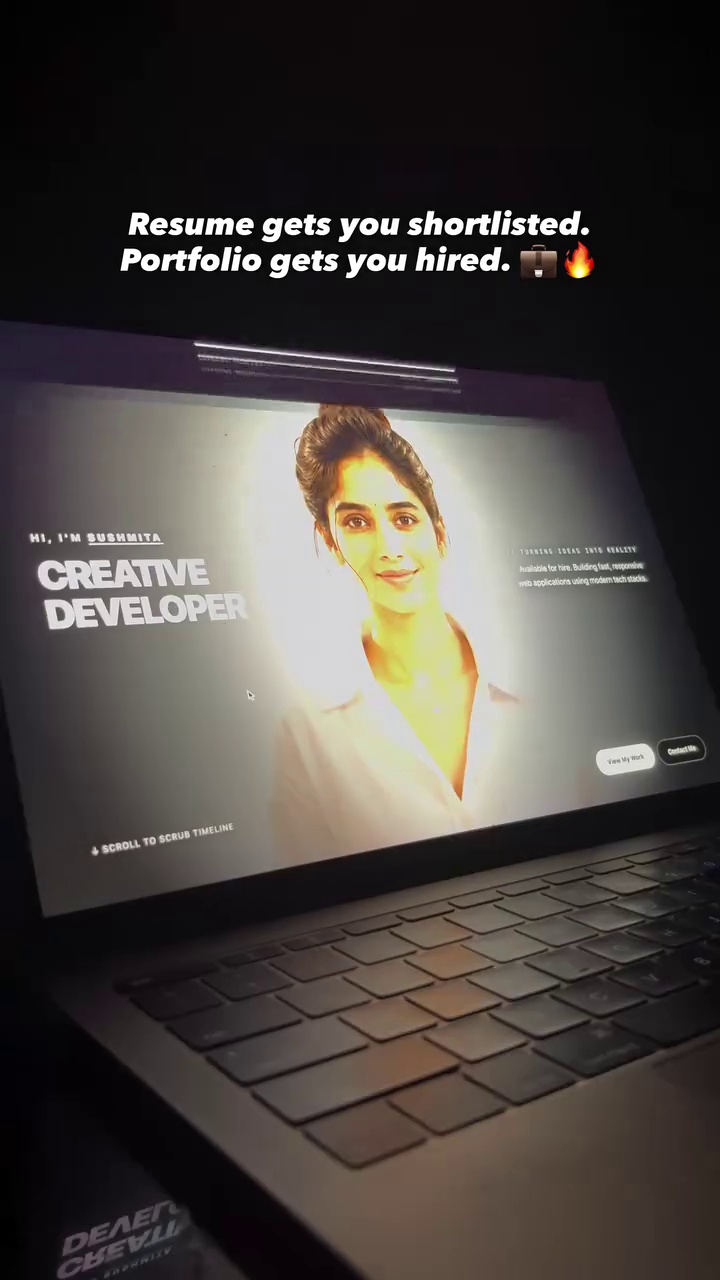 Resume gets you shortlisted.
Portfolio gets you hired. 💼🔥
HI, I'M SUSHMITA
CREATIVE
DEVELOPER
TURNING IDEAS INTO REALITY
Available for hire. Building fast, responsive
web applications using modern tech stacks.
View My Work
Contact Me
↓ SCROLL TO SCRUB TIMELINE